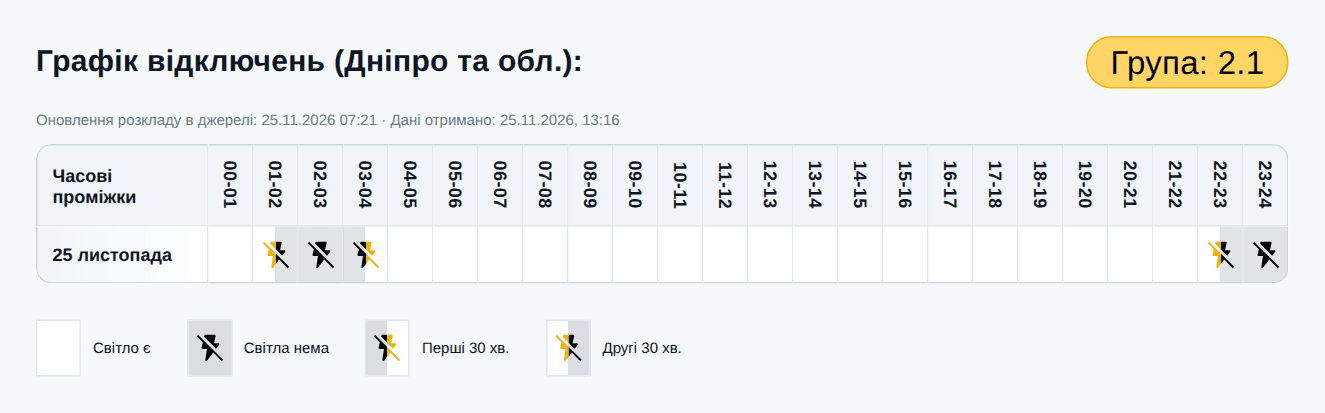 Графік відключень (Дніпро та обл.):
Група: 2.1
Оновлення розкладу в джерелі: 25.11.2026 07:21 · Дані отримано: 25.11.2026, 13:16
Часові
проміжки
00-01
01-02
02-03
03-04
04-05
05-06
06-07
07-08
08-09
09-10
10-11
11-12
12-13
13-14
14-15
15-16
16-17
17-18
18-19
19-20
20-21
21-22
22-23
23-24
25 листопада
Світло є
Світла нема
Перші 30 хв.
Другі 30 хв.